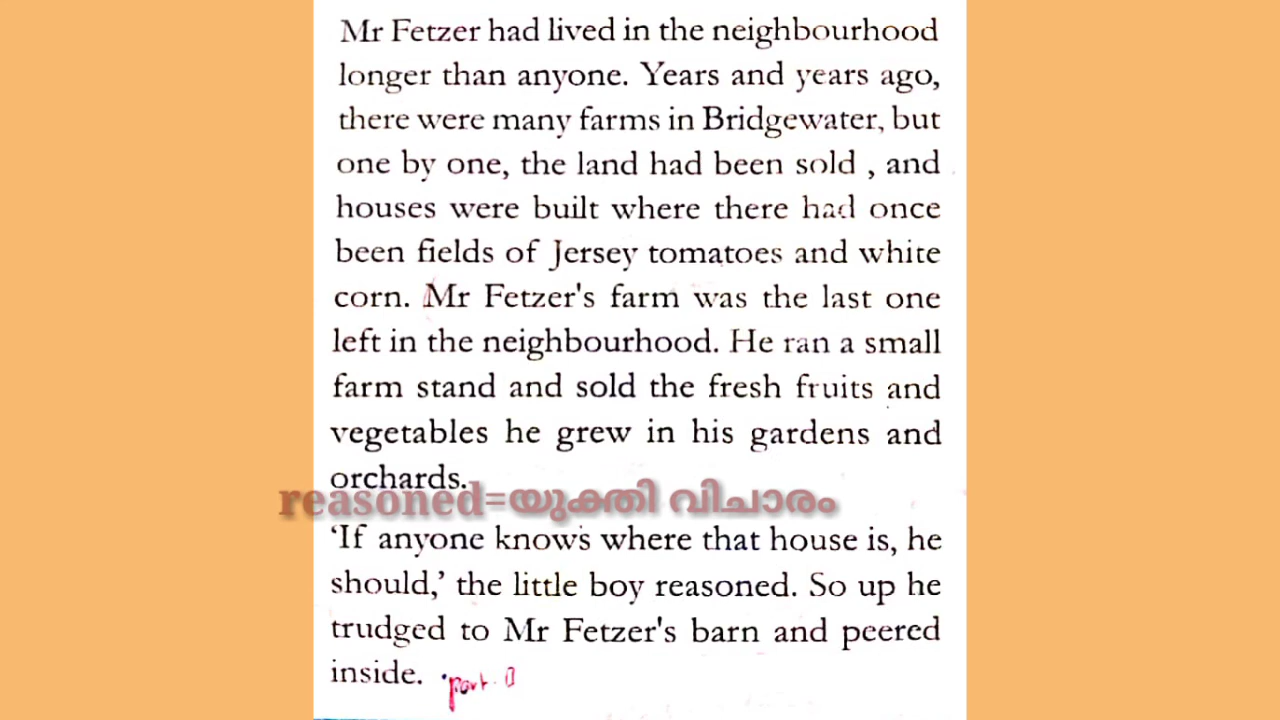 Mr Fetzer had lived in the neighbourhood
longer than anyone. Years and years ago,
there were many farms in Bridgewater, but
one by one, the land had been sold , and
houses were built where there had once
been fields of Jersey tomatoes and white
corn. Mr Fetzer's farm was the last one
left in the neighbourhood. He ran a small
farm stand and sold the fresh fruits and
vegetables he grew in his gardens and
orchards.
reasoned=യുക്തി വിചാരം
‘If anyone knows where that house is, he
should,’ the little boy reasoned. So up he
trudged to Mr Fetzer's barn and peered
inside.
part